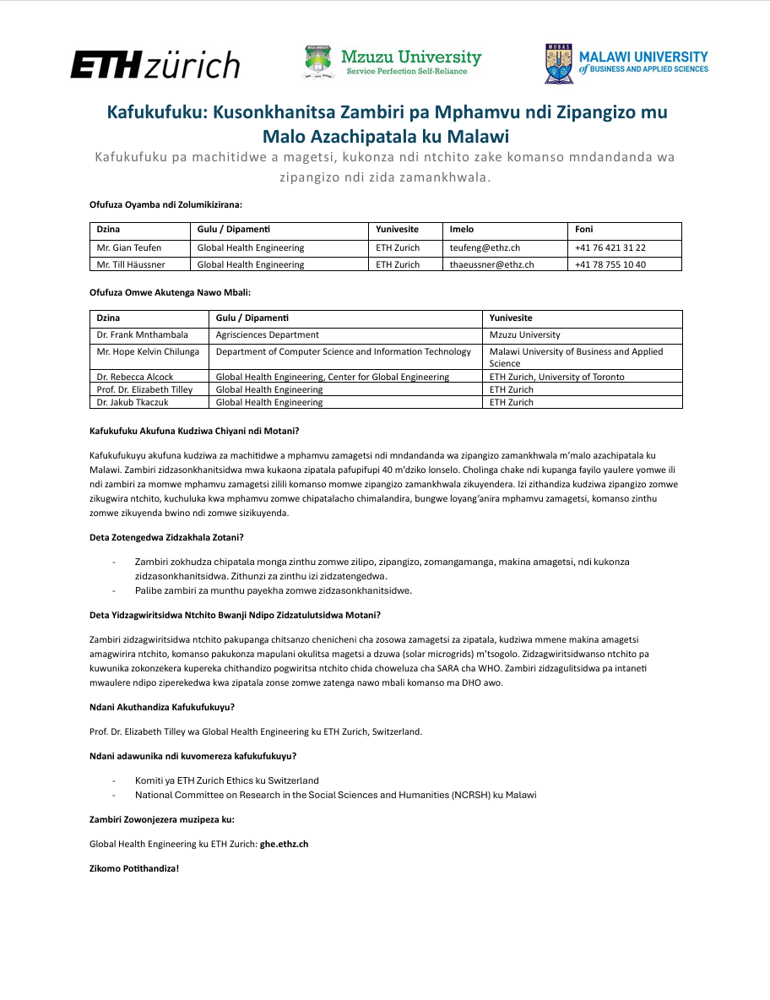 ETH zürich
Mzuzu University
Service Perfection Self-Reliance
MUBAS
MALAWI UNIVERSITY
of BUSINESS AND APPLIED SCIENCES
Kafukufuku: Kusonkhanitsa Zambiri pa Mphamvu ndi Zipangizo mu
Malo Azachipatala ku Malawi
Kafukufuku pa machitidwe a magetsi, kukonza ndi ntchito zake komanso mndandanda wa
zipangizo ndi zida zamankhwala.
Ofufuza Oyamba ndi Zolumikizirana:
Dzina Gulu / Dipamenti Yunivesite Imelo Foni
Mr. Gian Teufen Global Health Engineering ETH Zurich teufeng@ethz.ch +41 76 421 31 22
Mr. Till Häussner Global Health Engineering ETH Zurich thaeussner@ethz.ch +41 78 755 10 40
Ofufuza Omwe Akutenga Nawo Mbali:
Dzina Gulu / Dipamenti Yunivesite
Dr. Frank Mnthambala Agrisciences Department Mzuzu University
Mr. Hope Kelvin Chilunga Department of Computer Science and Information Technology Malawi University of Business and Applied
Science
Dr. Rebecca Alcock Global Health Engineering, Center for Global Engineering ETH Zurich, University of Toronto
Prof. Dr. Elizabeth Tilley Global Health Engineering ETH Zurich
Dr. Jakub Tkaczuk Global Health Engineering ETH Zurich
Kafukufuku Akufuna Kudziwa Chiyani ndi Motani?
Kafukufukuyu akufuna kudziwa za machitidwe a mphamvu zamagetsi ndi mndandanda wa zipangizo zamankhwala m'malo azachipatala ku
Malawi. Zambiri zidzasonkhanitsidwa mwa kukaona zipatala pafupifupi 40 m'dziko lonselo. Cholinga chake ndi kupanga fayilo yaulere yomwe ili
ndi zambiri za momwe mphamvu zamagetsi zilili komanso momwe zipangizo zamankhwala zikuyendera. Izi zithandiza kudziwa zipangizo zomwe
zikugwira ntchito, kuchuluka kwa mphamvu zomwe chipatalacho chimalandira, bungwe loyang'anira mphamvu zamagetsi, komanso zinthu
zomwe zikuyenda bwino ndi zomwe sizikuyenda.
Deta Zotengedwa Zidzakhala Zotani?
- Zambiri zokhudza chipatala monga zinthu zomwe zilipo, zipangizo, zomangamanga, makina amagetsi, ndi kukonza
zidzasonkhanitsidwa. Zithunzi za zinthu izi zidzatengedwa.
- Palibe zambiri za munthu payekha zomwe zidzasonkhanitsidwe.
Deta Yidzagwiritsidwa Ntchito Bwanji Ndipo Zidzatulutsidwa Motani?
Zambiri zidzagwiritsidwa ntchito pakupanga chitsanzo chenicheni cha zosowa zamagetsi za zipatala, kudziwa mmene makina amagetsi
amagwirira ntchito, komanso pakukonza mapulani okulitsa magetsi a dzuwa (solar microgrids) m'tsogolo. Zidzagwiritsidwanso ntchito pa
kuwunika zokonzekera kupereka chithandizo pogwiritsa ntchito chida choweluza cha SARA cha WHO. Zambiri zidzagulitsidwa pa intaneti
mwaulere ndipo ziperekedwa kwa zipatala zonse zomwe zatenga nawo mbali komanso ma DHO awo.
Ndani Akuthandiza Kafukufukuyu?
Prof. Dr. Elizabeth Tilley wa Global Health Engineering ku ETH Zurich, Switzerland.
Ndani adawunika ndi kuvomereza kafukufukuyu?
- Komiti ya ETH Zurich Ethics ku Switzerland
- National Committee on Research in the Social Sciences and Humanities (NCRSH) ku Malawi
Zambiri Zowonjezera muzipeza ku:
Global Health Engineering ku ETH Zurich: ghe.ethz.ch
Zikomo Potithandiza!